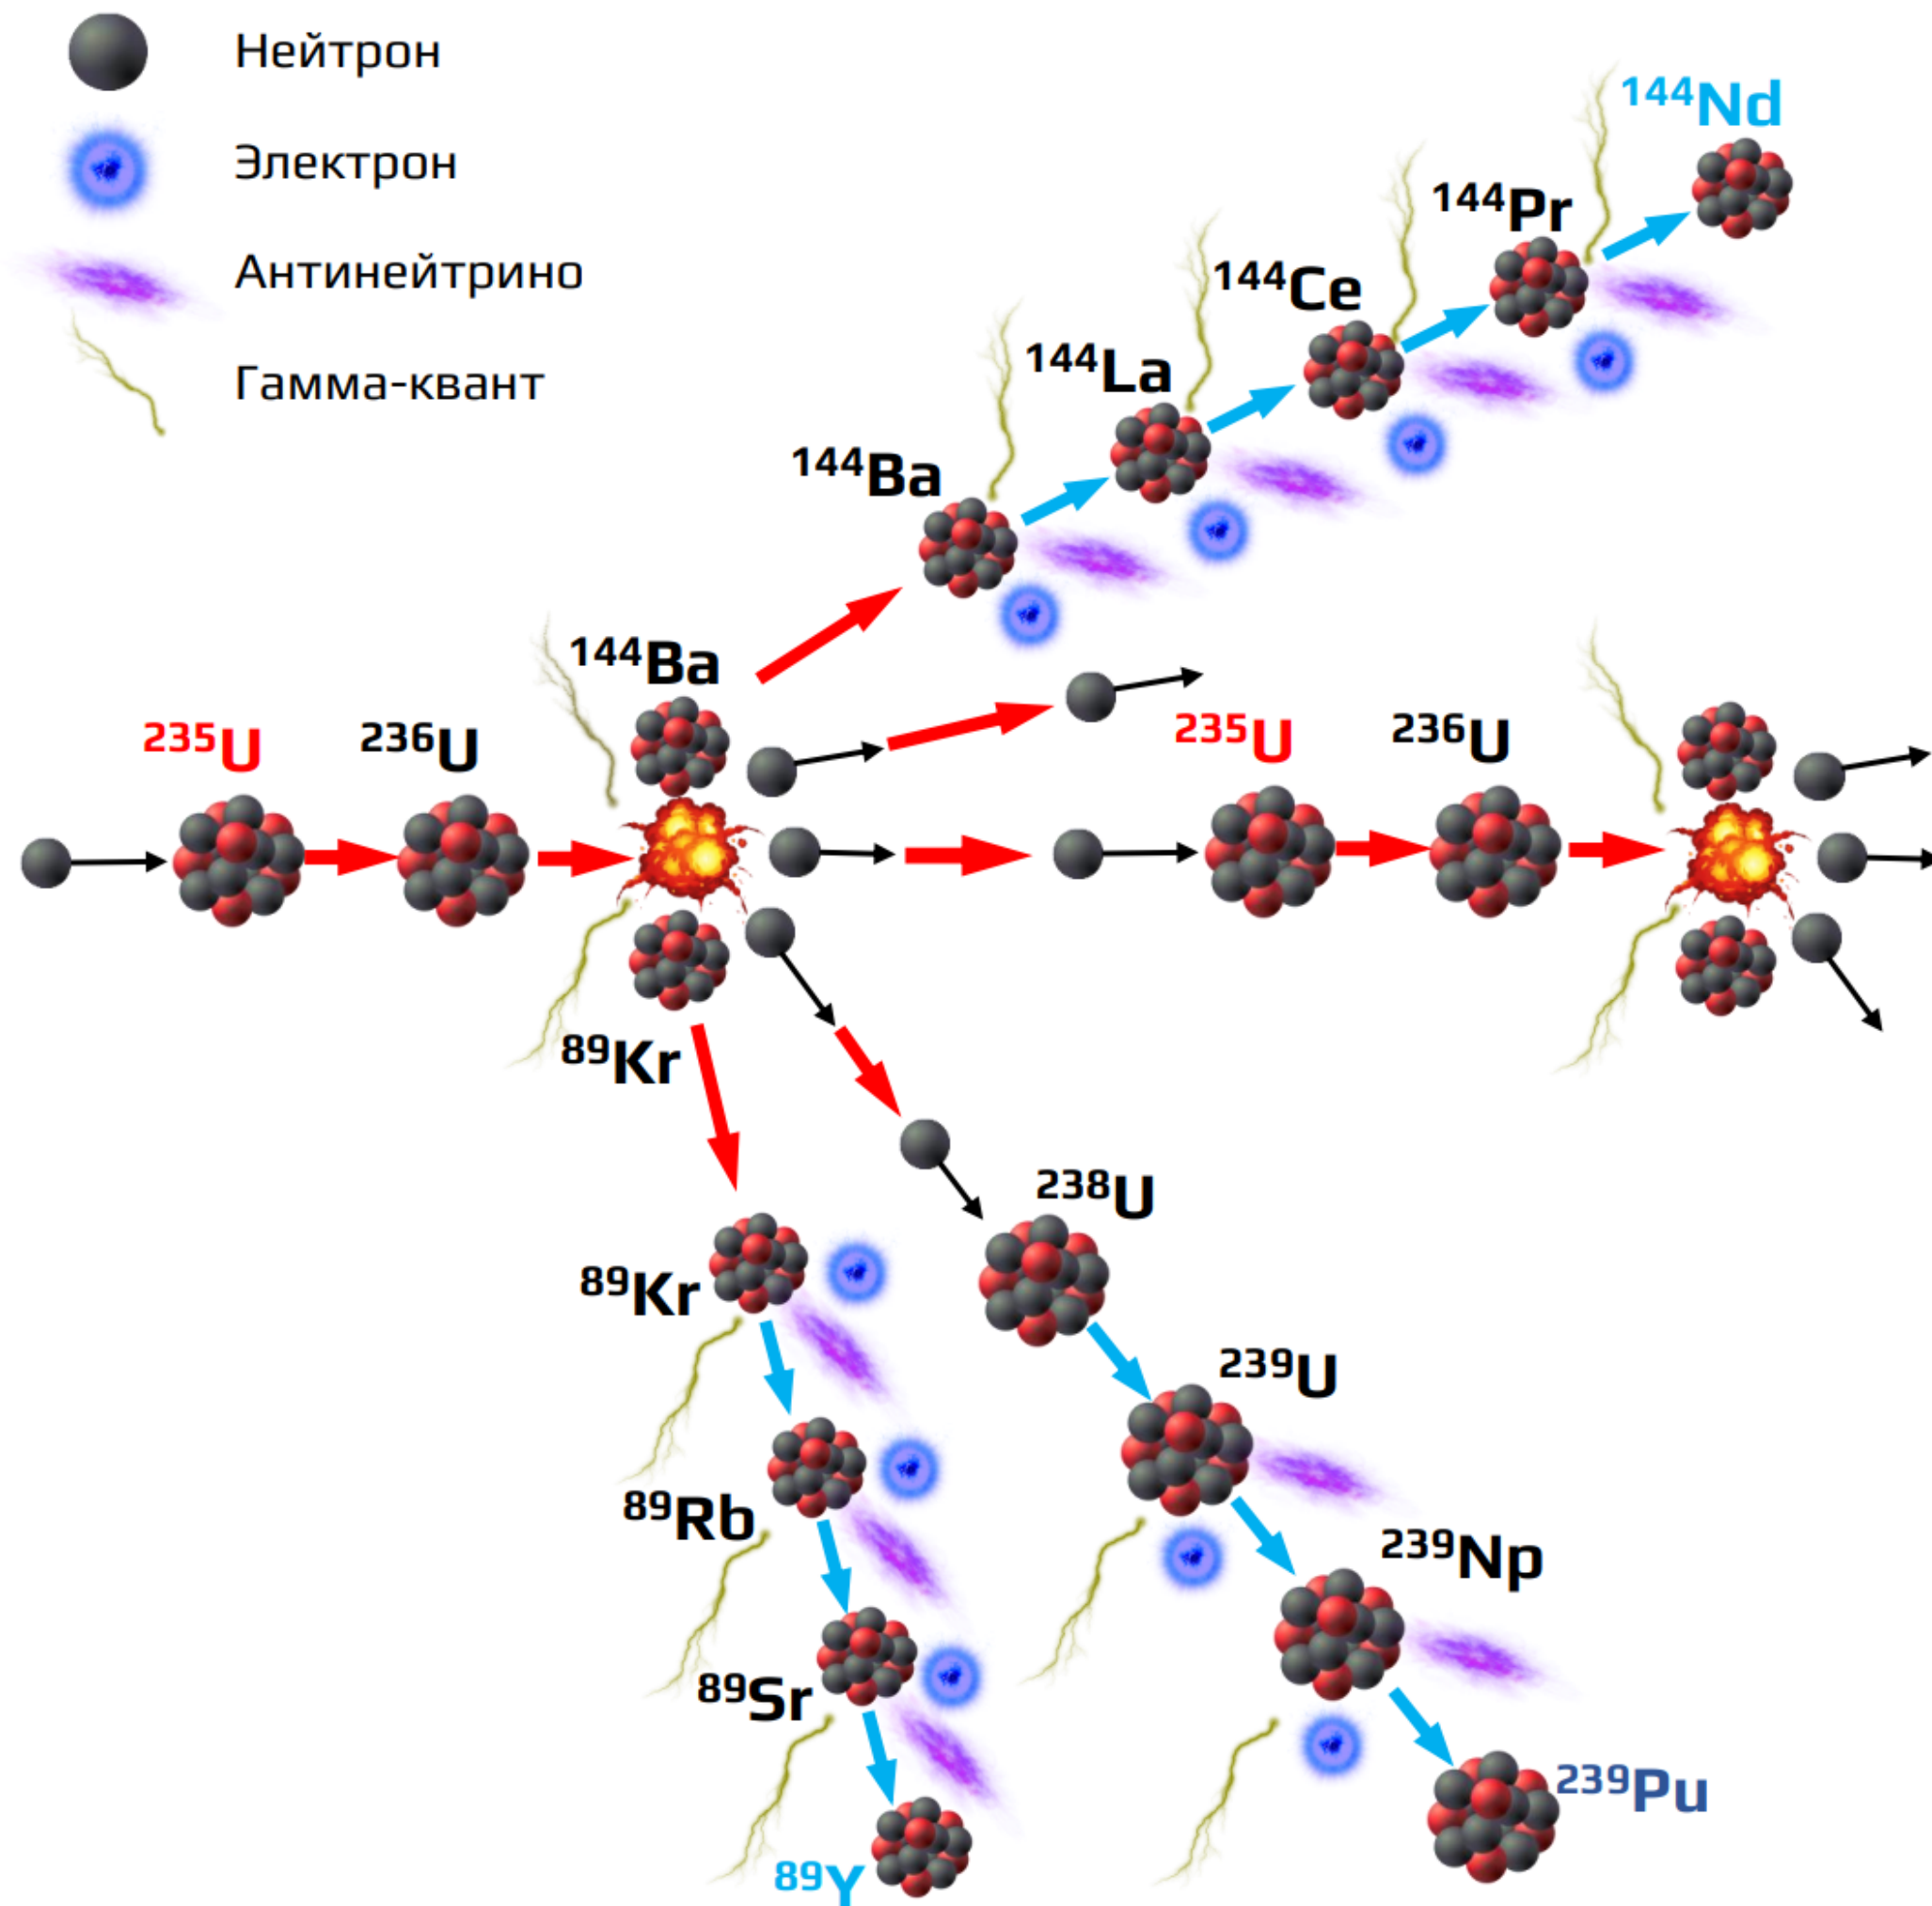 Нейтрон
Электрон
Антинейтрино
Гамма-квант
¹⁴⁴Nd
¹⁴⁴Pr
¹⁴⁴Ce
¹⁴⁴La
¹⁴⁴Ba
¹⁴⁴Ba
²³⁵U
²³⁶U
²³⁵U
²³⁶U
⁸⁹Kr
²³⁸U
⁸⁹Kr
²³⁹U
⁸⁹Rb
²³⁹Np
⁸⁹Sr
²³⁹Pu
⁸⁹Y